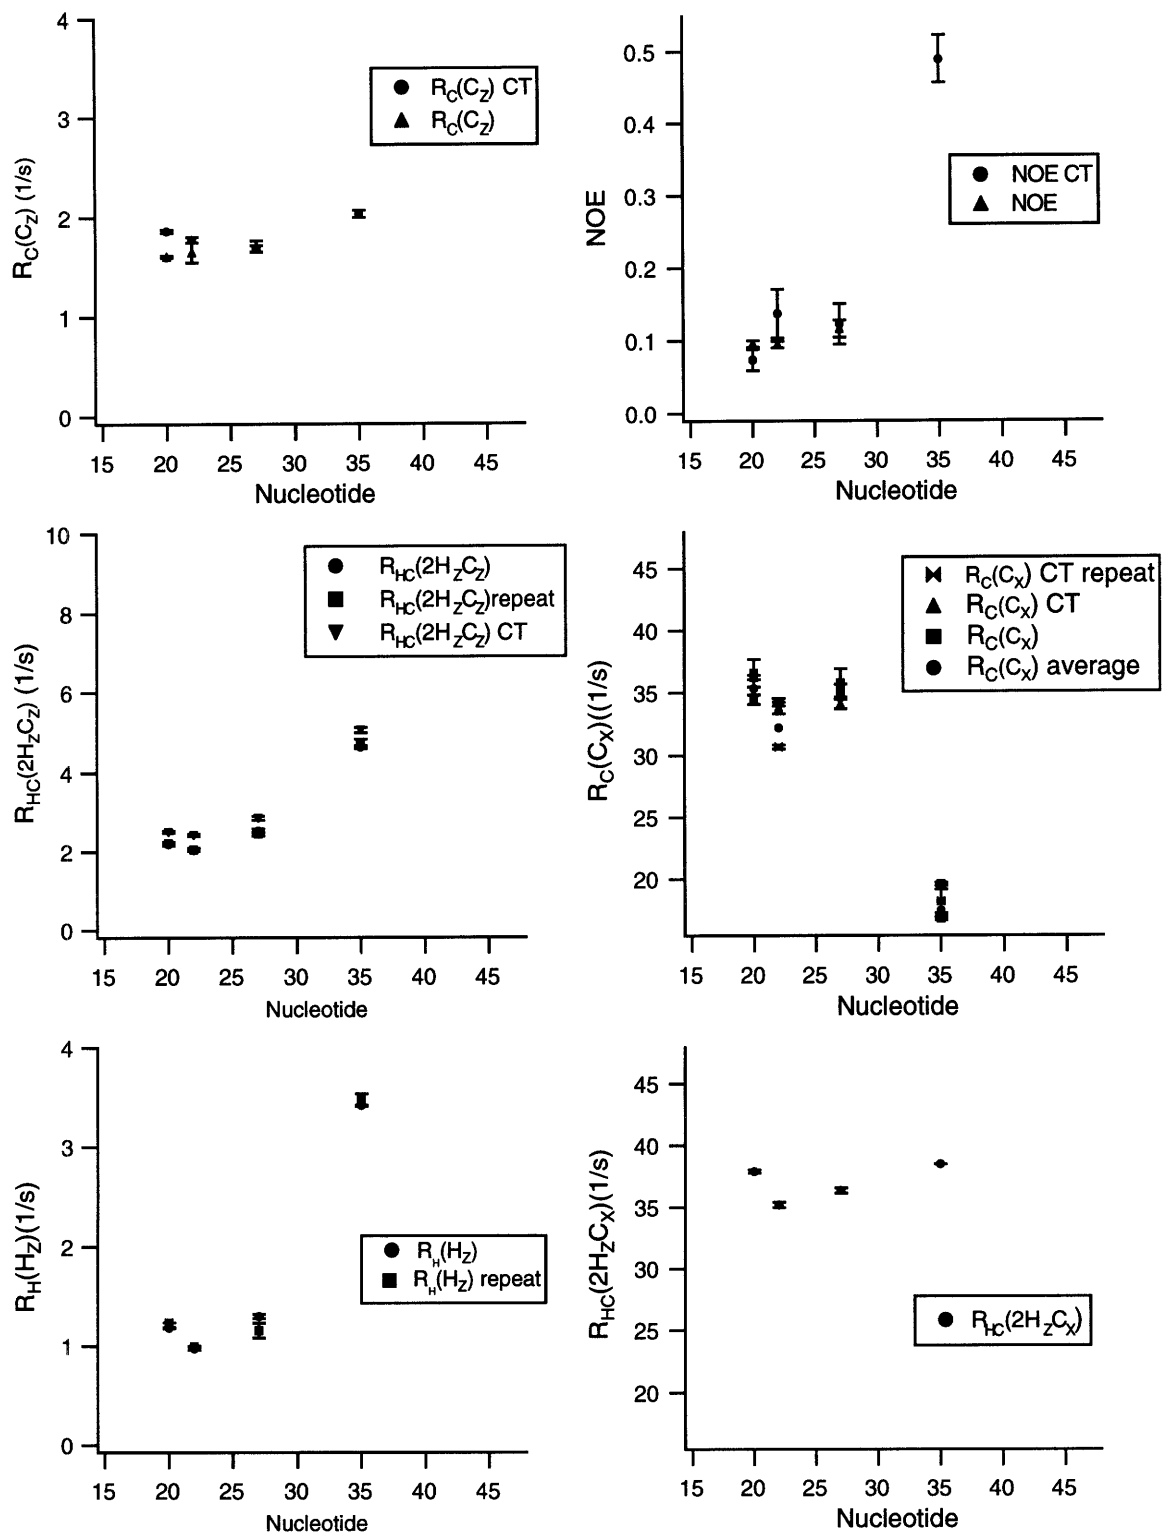 4
3
2
1
0
R_C(C_Z) (1/s)
R_C(C_Z) CT
R_C(C_Z)
15 20 25 30 35 40 45
Nucleotide
0.5
0.4
0.3
0.2
0.1
0.0
NOE
NOE CT
NOE
15 20 25 30 35 40 45
Nucleotide
10
8
6
4
2
0
R_HC(2H_ZC_Z) (1/s)
R_HC(2H_ZC_Z)
R_HC(2H_ZC_Z)repeat
R_HC(2H_ZC_Z) CT
15 20 25 30 35 40 45
Nucleotide
45
40
35
30
25
20
R_C(C_X)((1/s)
R_C(C_X) CT repeat
R_C(C_X) CT
R_C(C_X)
R_C(C_X) average
15 20 25 30 35 40 45
Nucleotide
4
3
2
1
0
R_H(H_Z)(1/s)
R_H(H_Z)
R_H(H_Z) repeat
15 20 25 30 35 40 45
Nucleotide
45
40
35
30
25
20
R_HC(2H_ZC_X)(1/s)
R_HC(2H_ZC_X)
15 20 25 30 35 40 45
Nucleotide